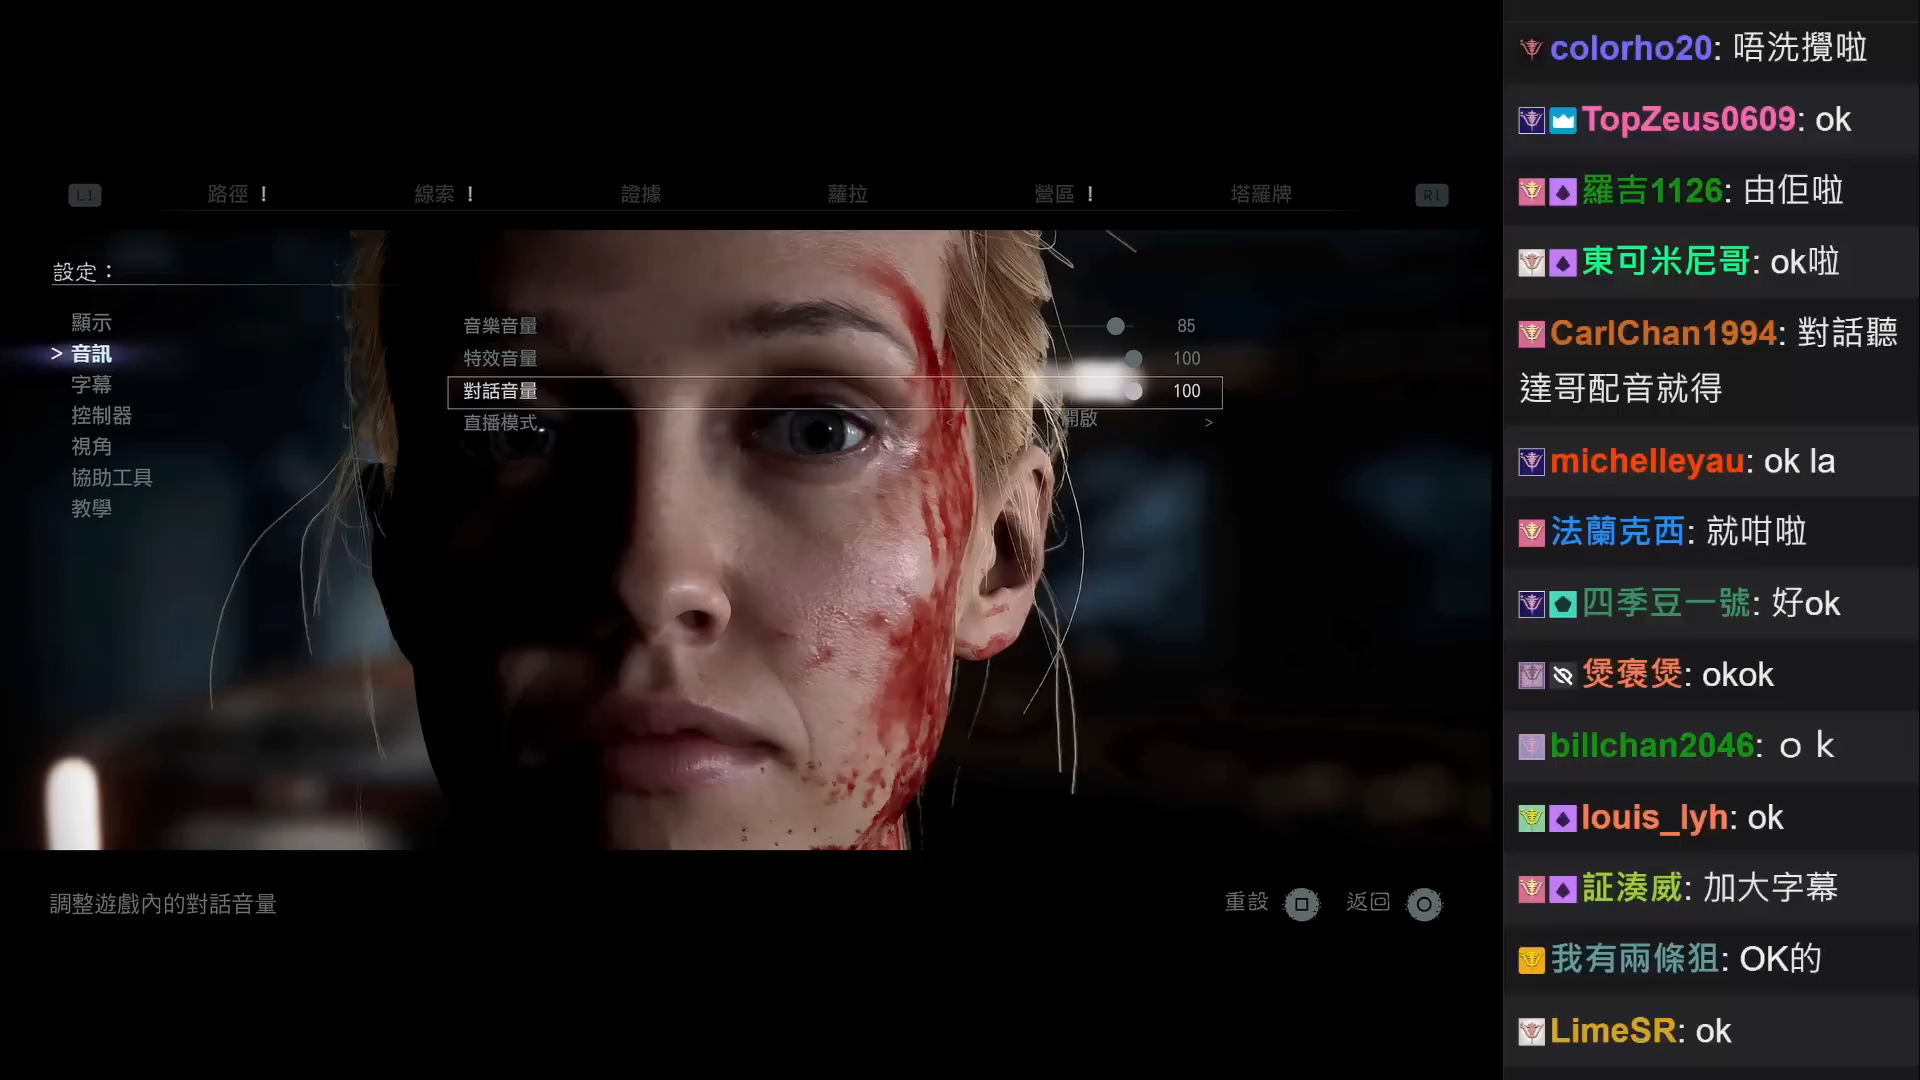 L1 路徑 ! 線索 ! 證據 蘿拉 營區 ! 塔羅牌 R1
設定：
顯示
> 音訊
字幕
控制器
視角
協助工具
教學
音樂音量 85
特效音量 100
對話音量 100
直播模式 < 開啟 >
調整遊戲內的對話音量
重設 返回
colorho20: 唔洗攪啦
TopZeus0609: ok
羅吉1126: 由佢啦
東可米尼哥: ok啦
CarlChan1994: 對話聽
達哥配音就得
michelleyau: ok la
法蘭克西: 就咁啦
四季豆一號: 好ok
煲褒煲: okok
billchan2046: ｏｋ
louis_lyh: ok
証湊威: 加大字幕
我有兩條狙: OK的
LimeSR: ok